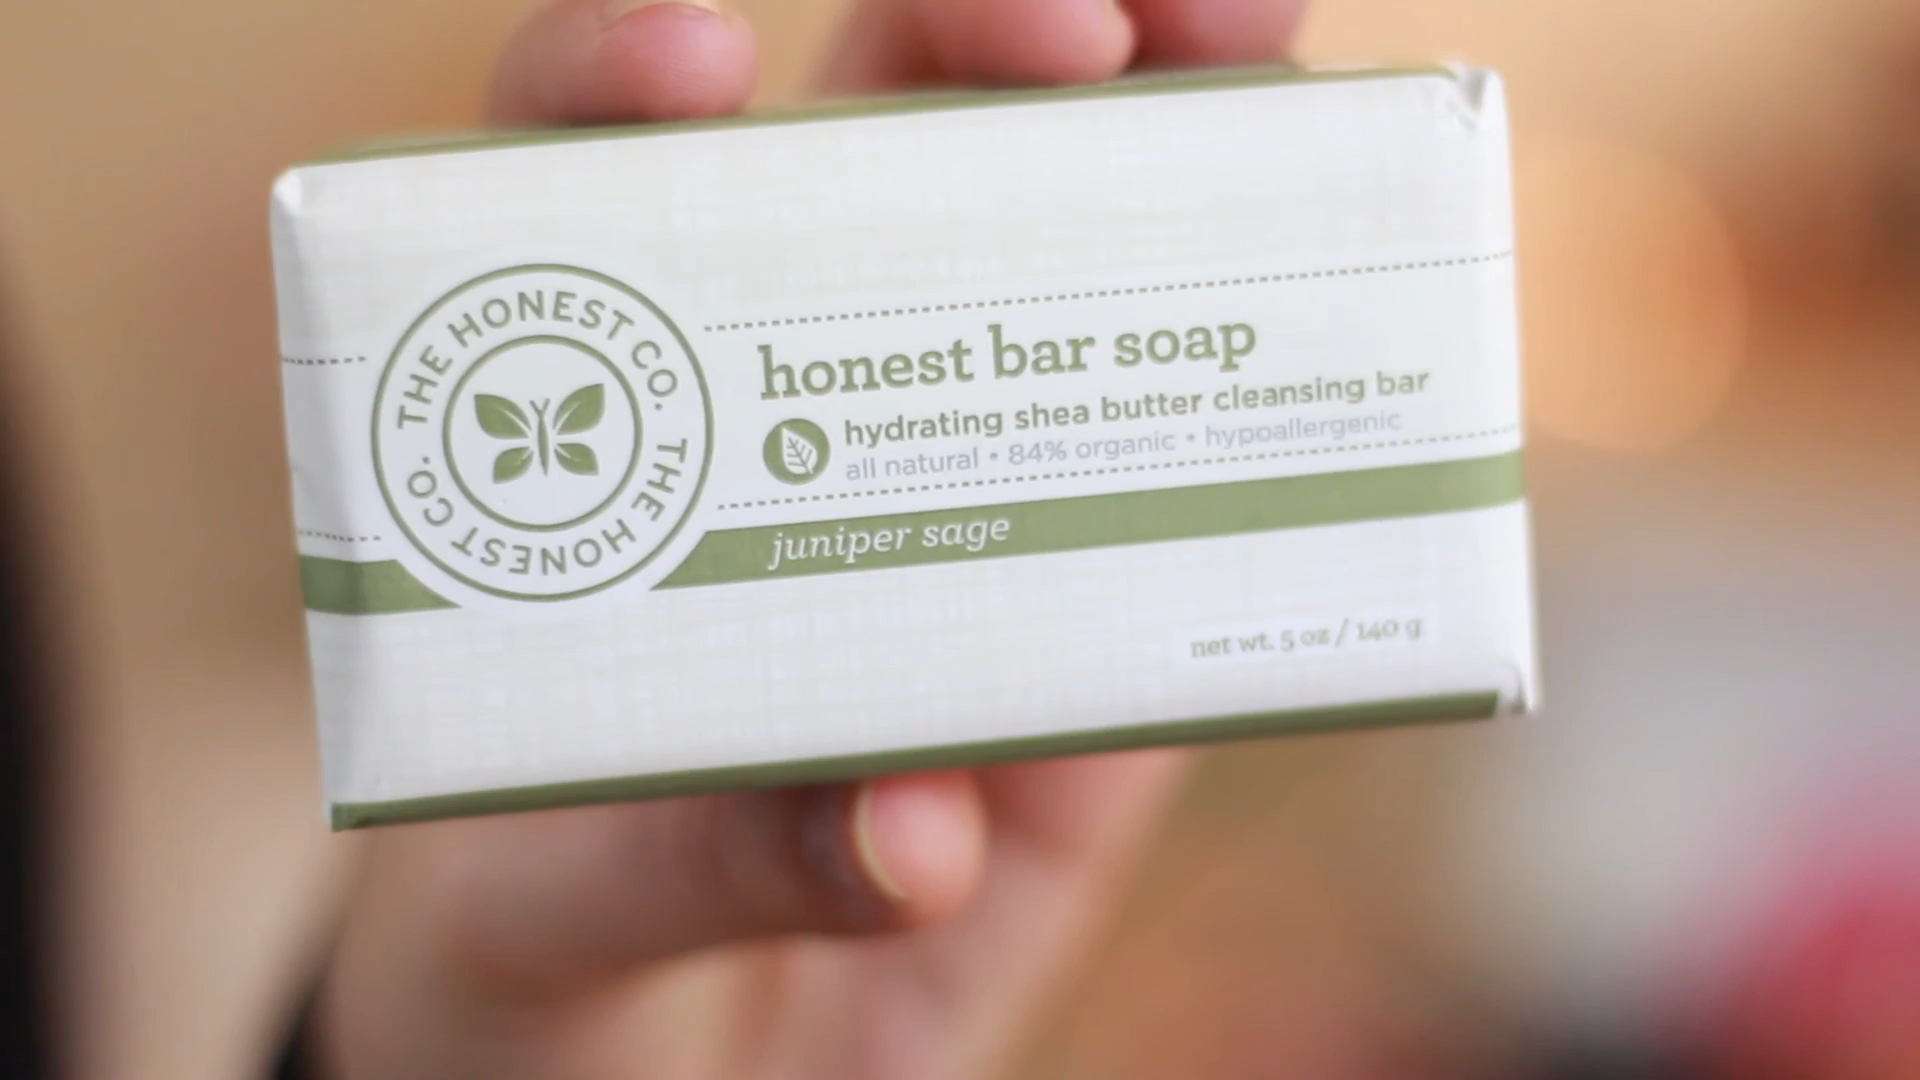 THE HONEST CO. THE HONEST CO.
honest bar soap
hydrating shea butter cleansing bar
all natural • 84% organic • hypoallergenic
juniper sage
net wt. 5 oz / 140 g